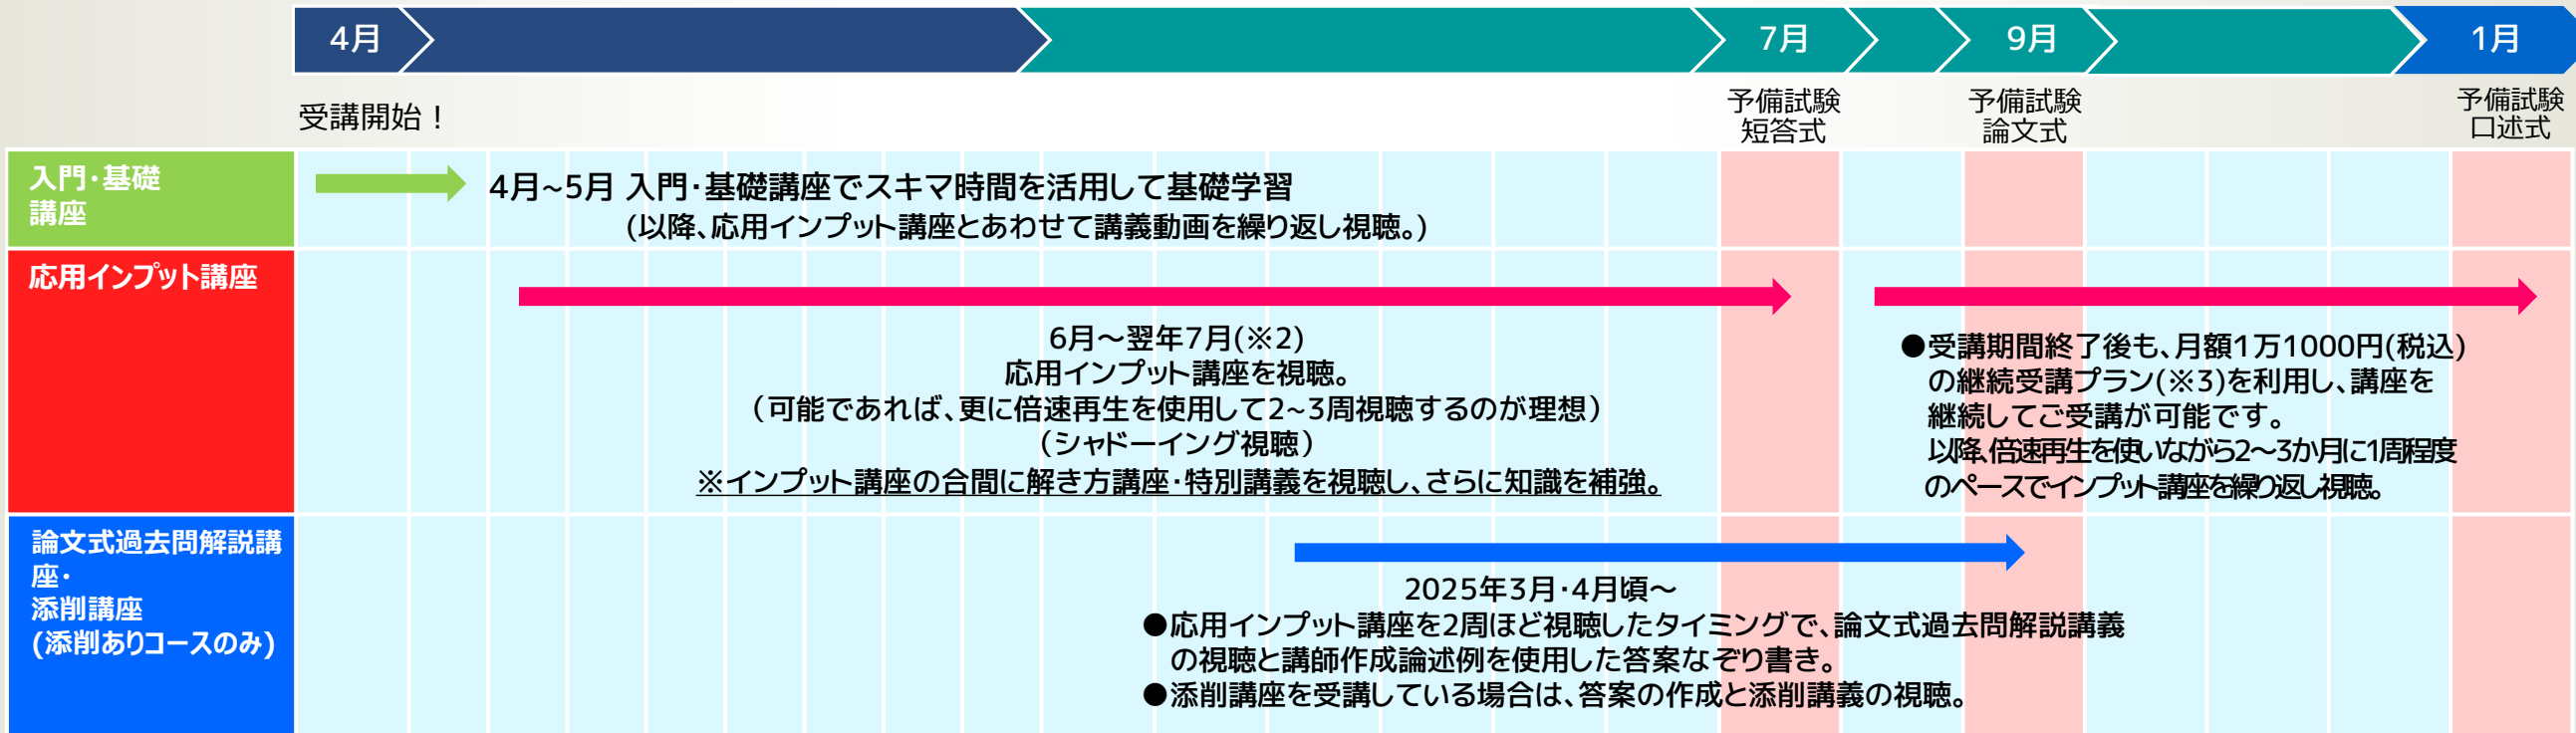 4月
7月
9月
1月
受講開始！
予備試験
短答式
予備試験
論文式
予備試験
口述式
入門・基礎
講座
4月~5月 入門・基礎講座でスキマ時間を活用して基礎学習
(以降、応用インプット講座とあわせて講義動画を繰り返し視聴。)
応用インプット講座
6月～翌年7月(※2)
応用インプット講座を視聴。
（可能であれば、更に倍速再生を使用して2~3周視聴するのが理想）
（シャドーイング視聴）
※インプット講座の合間に解き方講座・特別講義を視聴し、さらに知識を補強。
●受講期間終了後も、月額1万1000円(税込)
の継続受講プラン(※3)を利用し、講座を
継続してご受講が可能です。
以降、倍速再生を使いながら2～3か月に1周程度
のペースでインプット講座を繰り返し視聴。
論文式過去問解説講
座・
添削講座
(添削ありコースのみ)
2025年3月・4月頃～
●応用インプット講座を2周ほど視聴したタイミングで、論文式過去問解説講義
の視聴と講師作成論述例を使用した答案なぞり書き。
●添削講座を受講している場合は、答案の作成と添削講義の視聴。